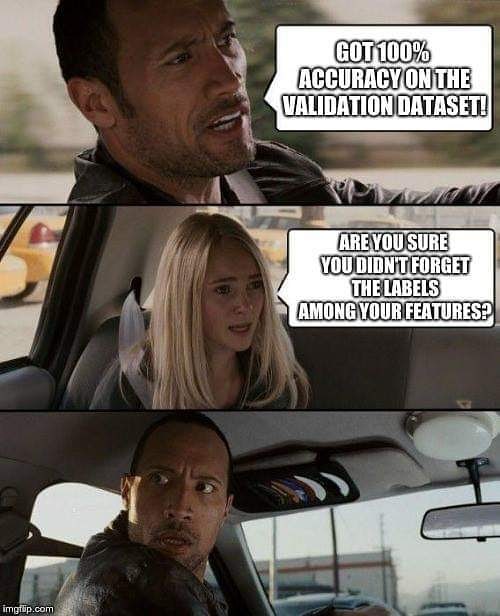 GOT 100%
ACCURACY ON THE
VALIDATION DATASET!
ARE YOU SURE
YOU DIDN'T FORGET
THE LABELS
AMONG YOUR FEATURES?
imgflip.com